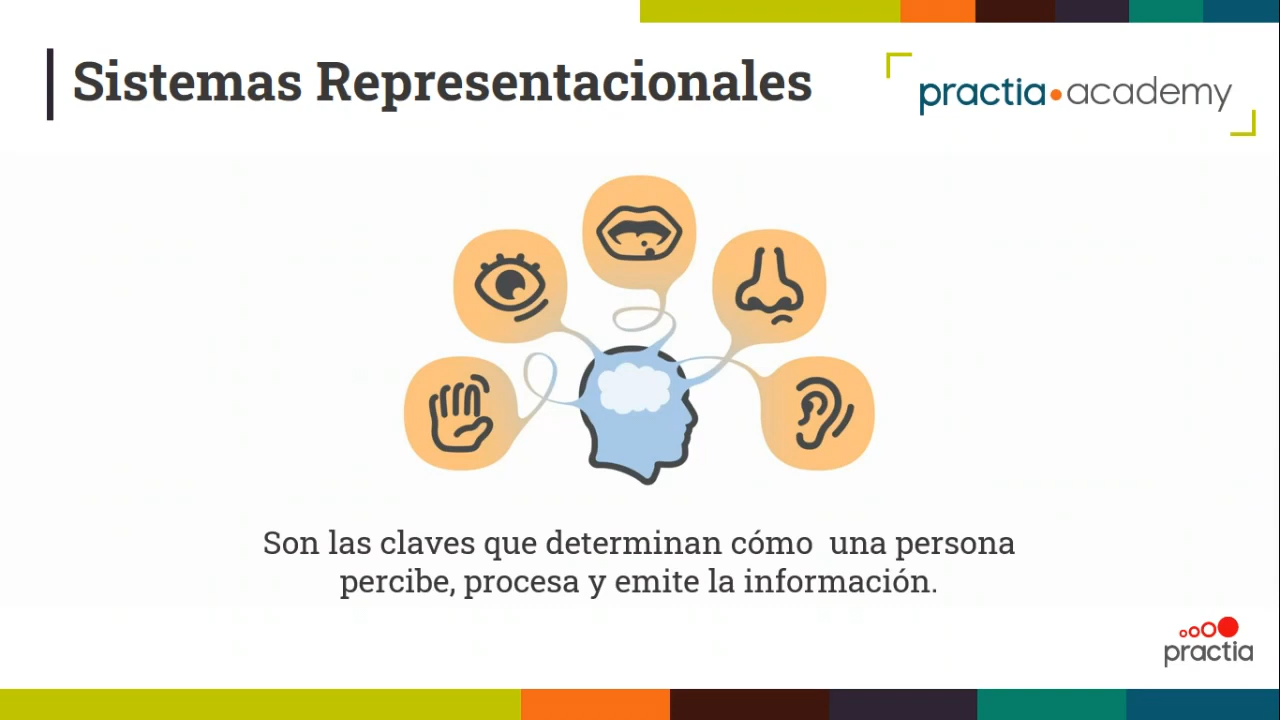 Sistemas Representacionales
practia•academy
Son las claves que determinan cómo  una persona
percibe, procesa y emite la información.
practia